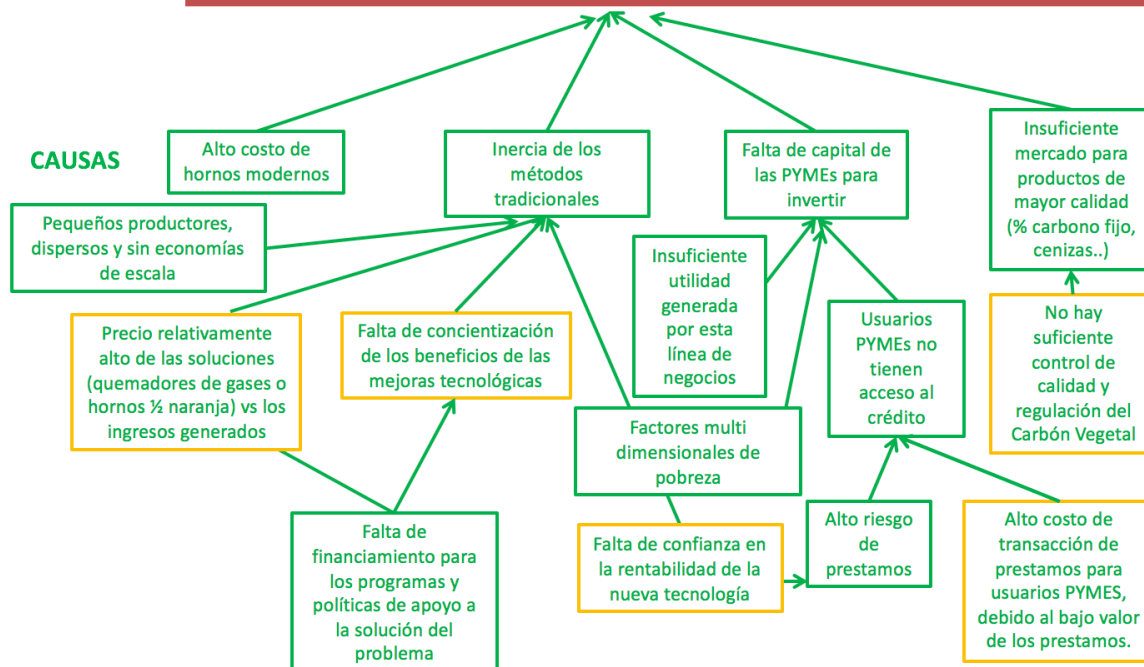 CAUSAS
Alto costo de
hornos modernos
Inercia de los
métodos
tradicionales
Falta de capital de
las PYMEs para
invertir
Insuficiente
mercado para
productos de
mayor calidad
(% carbono fijo,
cenizas..)
Pequeños productores,
dispersos y sin economías
de escala
Precio relativamente
alto de las soluciones
(quemadores de gases o
hornos ½ naranja) vs los
ingresos generados
Falta de concientización
de los beneficios de las
mejoras tecnológicas
Insuficiente
utilidad
generada
por esta
línea de
negocios
Usuarios
PYMEs no
tienen
acceso al
crédito
No hay
suficiente
control de
calidad y
regulación del
Carbón Vegetal
Factores multi
dimensionales de
pobreza
Falta de
financiamiento para
los programas y
políticas de apoyo a
la solución del
problema
Falta de confianza en
la rentabilidad de la
nueva tecnología
Alto riesgo
de
prestamos
Alto costo de
transacción de
prestamos para
usuarios PYMES,
debido al bajo valor
de los prestamos.